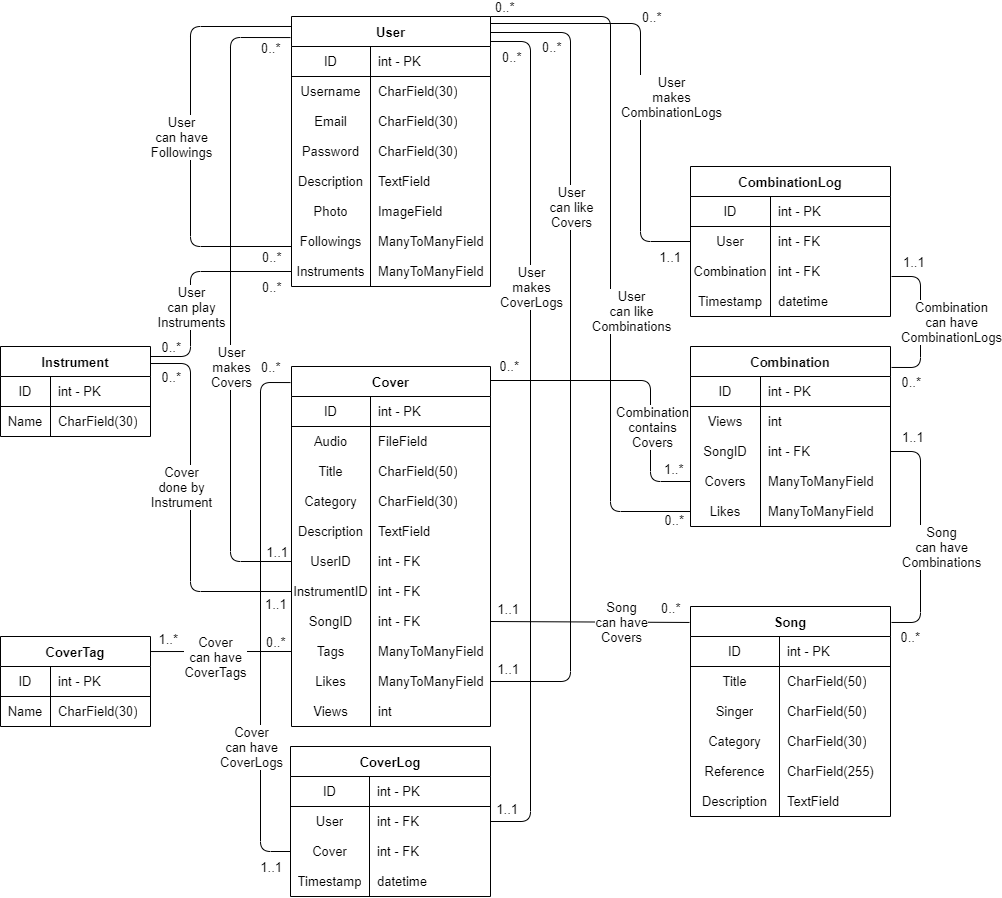 User
ID int - PK
Username CharField(30)
Email CharField(30)
Password CharField(30)
Description TextField
Photo ImageField
Followings ManyToManyField
Instruments ManyToManyField
0..*
0..*
0..*
0..*
0..*
0..*
User
can have
Followings
0..*
0..*
User
can play
Instruments
0..*
0..*
User
makes
Covers
User
can like
Covers
User
makes
CoverLogs
User
can like
Combinations
User
makes
CombinationLogs
1..1
CombinationLog
ID int - PK
User int - FK
Combination int - FK
Timestamp datetime
1..1
Combination
can have
CombinationLogs
0..*
Instrument
ID int - PK
Name CharField(30)
Cover
done by
Instrument
Cover
ID int - PK
Audio FileField
Title CharField(50)
Category CharField(30)
Description TextField
UserID int - FK
InstrumentID int - FK
SongID int - FK
Tags ManyToManyField
Likes ManyToManyField
Views int
0..*
0..*
1..1
1..1
0..*
1..1
1..1
Combination
contains
Covers
1..*
0..*
Combination
ID int - PK
Views int
SongID int - FK
Covers ManyToManyField
Likes ManyToManyField
1..1
Song
can have
Combinations
0..*
Song
can have
Covers
0..*
CoverTag
ID int - PK
Name CharField(30)
1..*
Cover
can have
CoverTags
Song
ID int - PK
Title CharField(50)
Singer CharField(50)
Category CharField(30)
Reference CharField(255)
Description TextField
Cover
can have
CoverLogs
CoverLog
ID int - PK
User int - FK
Cover int - FK
Timestamp datetime
1..1
1..1